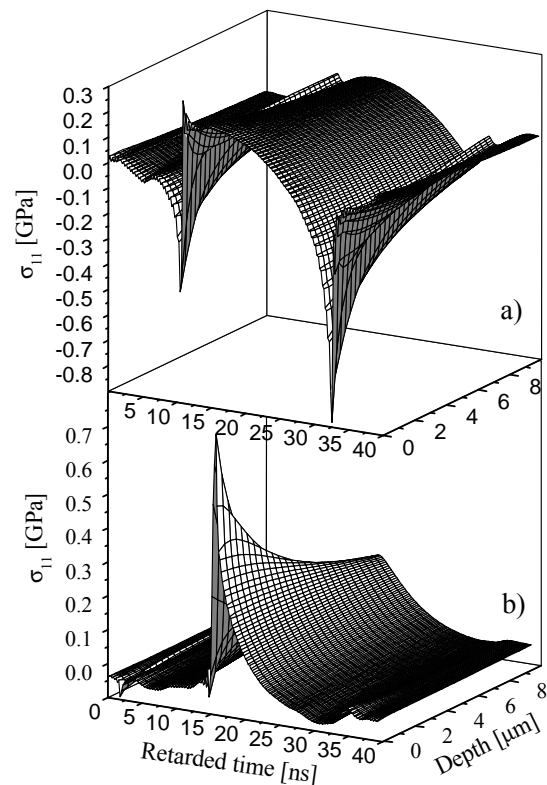 0.3
0.2
0.1
0.0
-0.1
-0.2
-0.3
-0.4
-0.5
-0.6
-0.7
-0.8
σ₁₁ [GPa]
a)
5 10 15 20 25 30 35 40
0 2 4 6 8
0.7
0.6
0.5
0.4
0.3
0.2
0.1
0.0
σ₁₁ [GPa]
b)
0 5 10 15 20 25 30 35 40
0 2 4 6 8
Retarded time [ns]
Depth [μm]